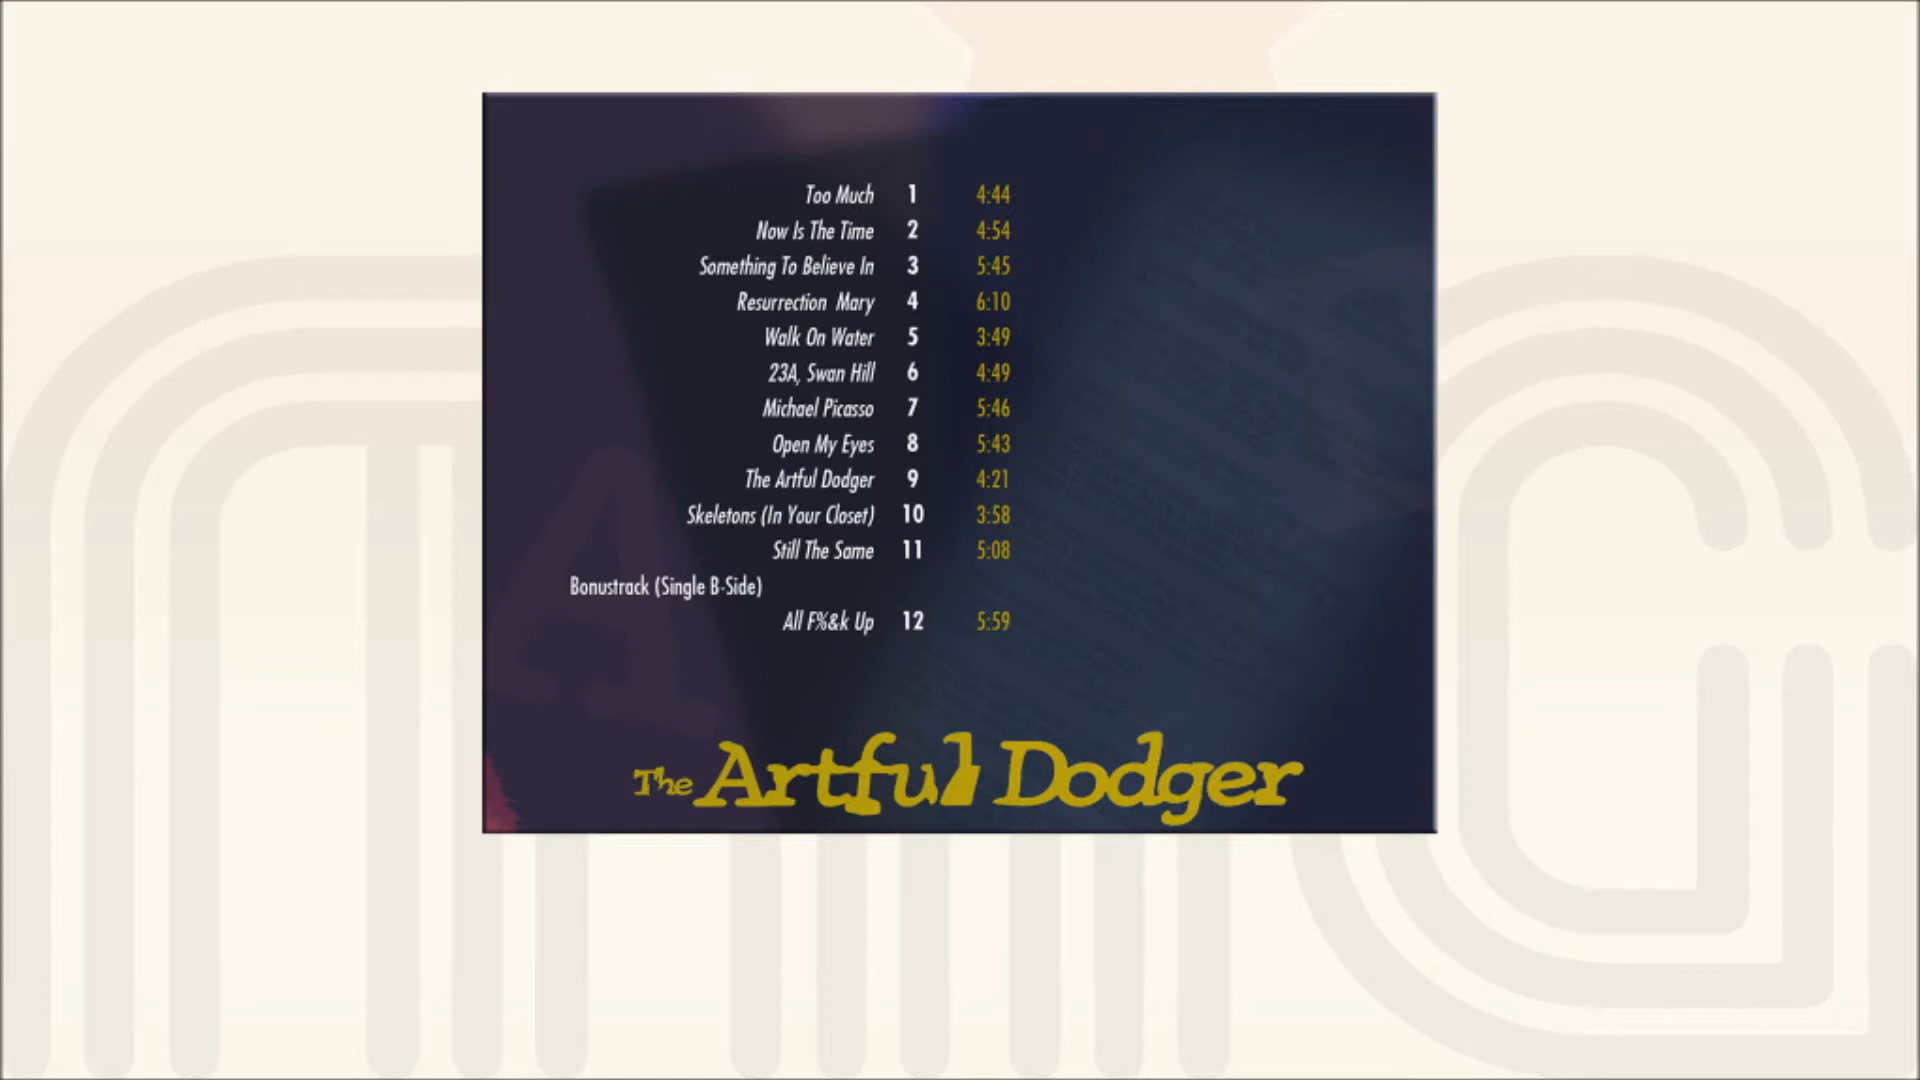 Too Much 1 4:44
Now Is The Time 2 4:54
Something To Believe In 3 5:45
Resurrection Mary 4 6:10
Walk On Water 5 3:49
23A, Swan Hill 6 4:49
Michael Picasso 7 5:46
Open My Eyes 8 5:43
The Artful Dodger 9 4:21
Skeletons (In Your Closet) 10 3:58
Still The Same 11 5:08
Bonustrack (Single B-Side)
All F%&k Up 12 5:59
The Artful Dodger